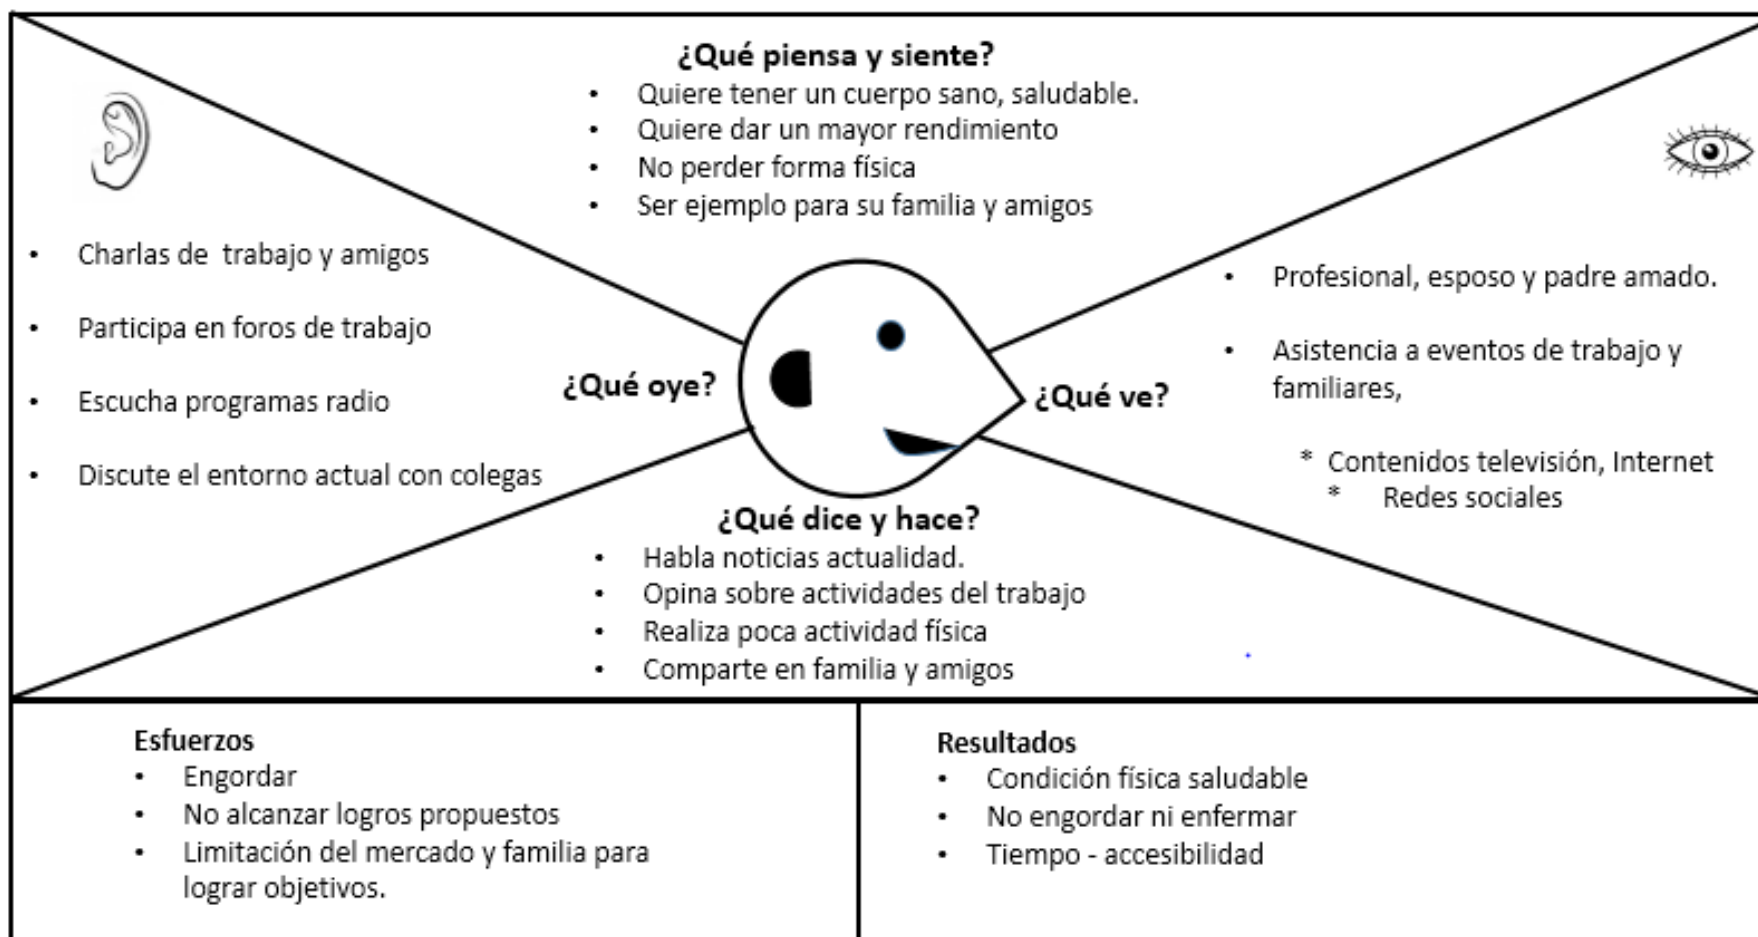 ¿Qué piensa y siente?
• Quiere tener un cuerpo sano, saludable.
• Quiere dar un mayor rendimiento
• No perder forma física
• Ser ejemplo para su familia y amigos
• Charlas de  trabajo y amigos
• Participa en foros de trabajo
• Escucha programas radio
• Discute el entorno actual con colegas
¿Qué oye?
¿Qué ve?
• Profesional, esposo y padre amado.
• Asistencia a eventos de trabajo y
familiares,
* Contenidos televisión, Internet
* Redes sociales
¿Qué dice y hace?
• Habla noticias actualidad.
• Opina sobre actividades del trabajo
• Realiza poca actividad física
• Comparte en familia y amigos
Esfuerzos
• Engordar
• No alcanzar logros propuestos
• Limitación del mercado y familia para
lograr objetivos.
Resultados
• Condición física saludable
• No engordar ni enfermar
• Tiempo - accesibilidad